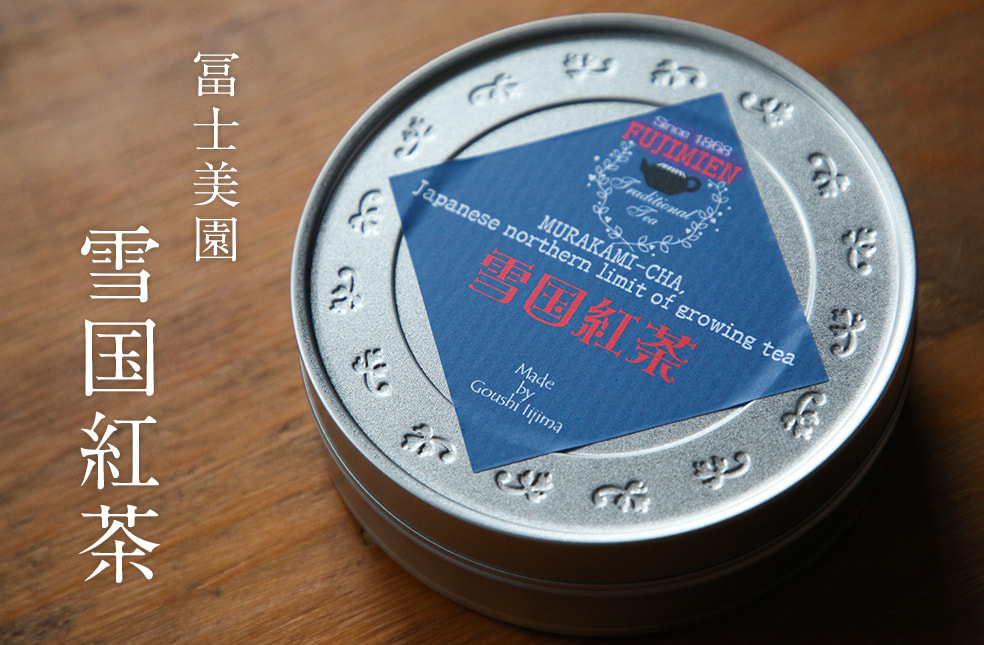 冨士美園
雪国紅茶
Since 1868
FUJIMIEN
Traditional
Tea
MURAKAMI-CHA,
Japanese northern limit of growing tea
雪国紅茶
Made
by
Goushi Iijima